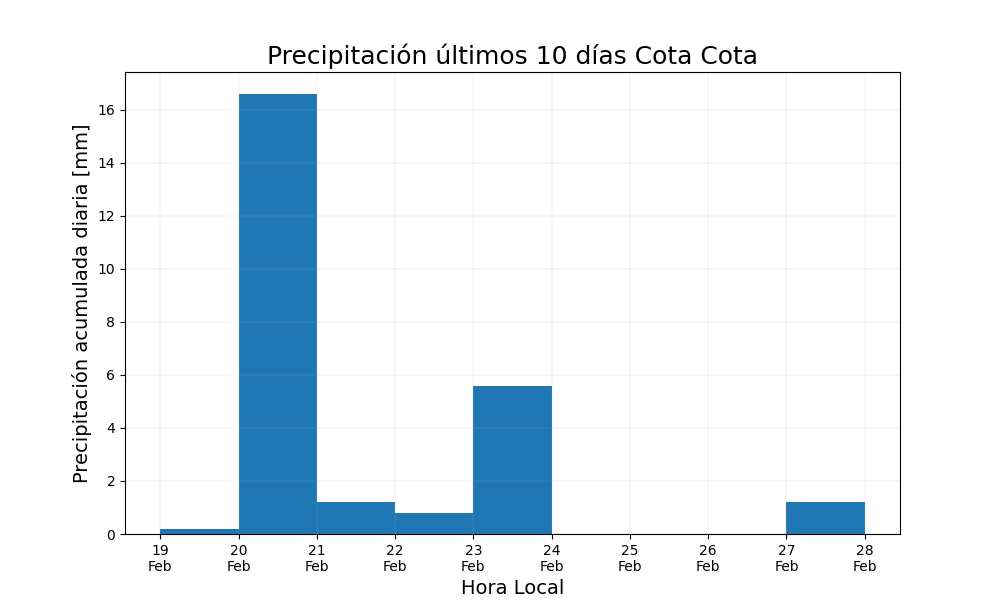 Precipitación últimos 10 días Cota Cota
Precipitación acumulada diaria [mm]
16
14
12
10
8
6
4
2
0
19 20 21 22 23 24 25 26 27 28
Feb Feb Feb Feb Feb Feb Feb Feb Feb Feb
Hora Local